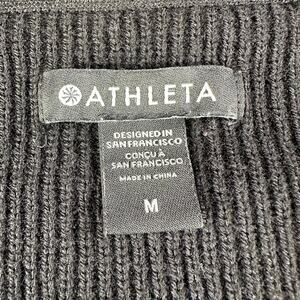 ATHLETA
DESIGNED IN
SAN FRANCISCO
CONÇU À
SAN FRANCISCO
MADE IN CHINA
M